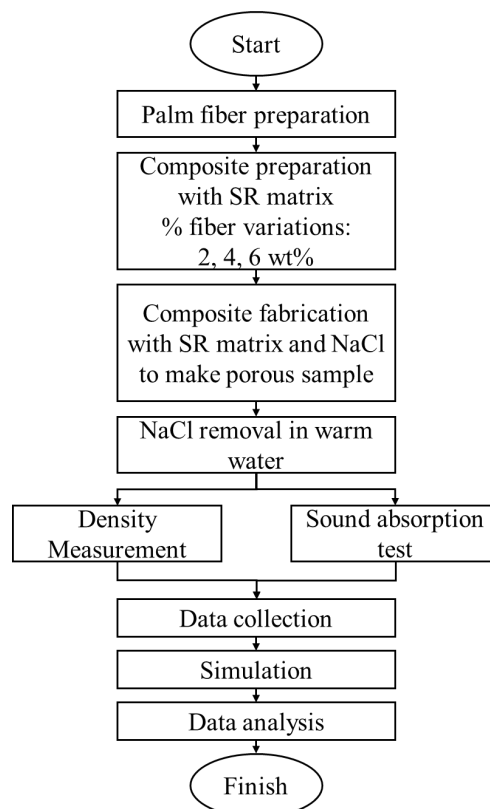 Start
Palm fiber preparation
Composite preparation
with SR matrix
% fiber variations:
2, 4, 6 wt%
Composite fabrication
with SR matrix and NaCl
to make porous sample
NaCl removal in warm
water
Density
Measurement
Sound absorption
test
Data collection
Simulation
Data analysis
Finish